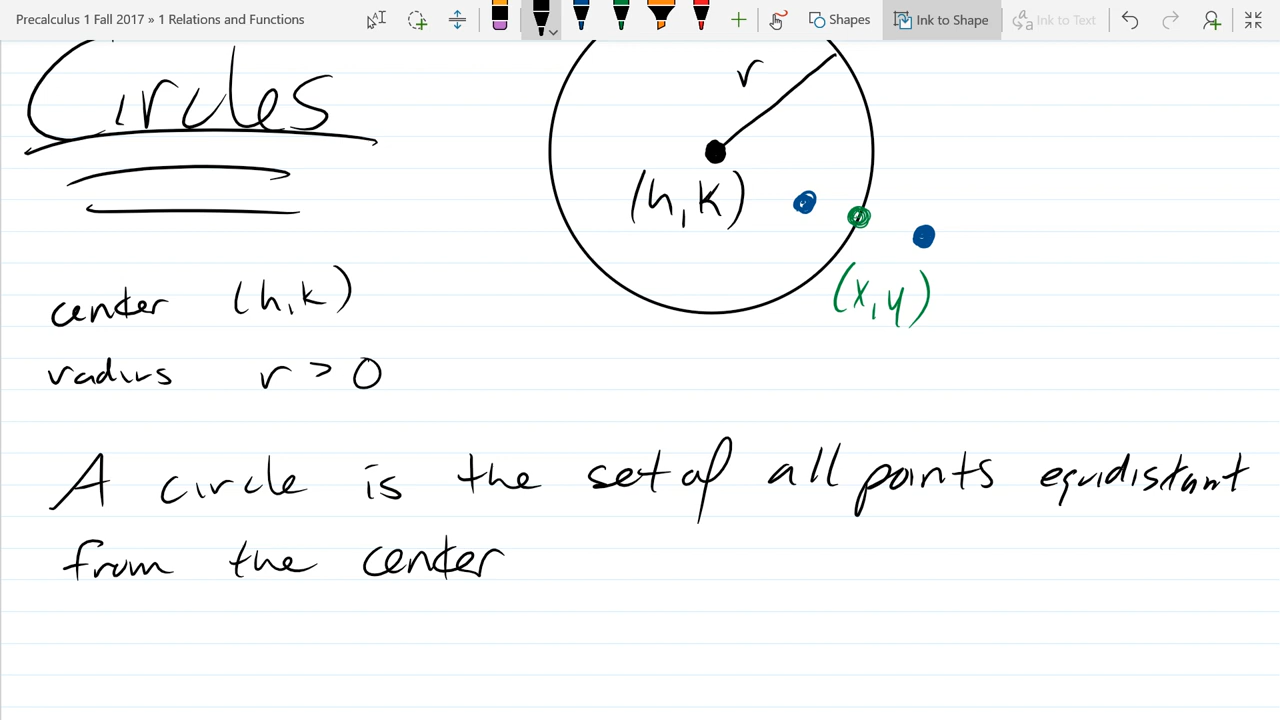 Precalculus 1 Fall 2017 » 1 Relations and Functions
Shapes
Ink to Shape
Ink to Text
Circles
r
(h,k)
(x,y)
center (h,k)
radius r > 0
A circle is the set of all points equidistant
from the center